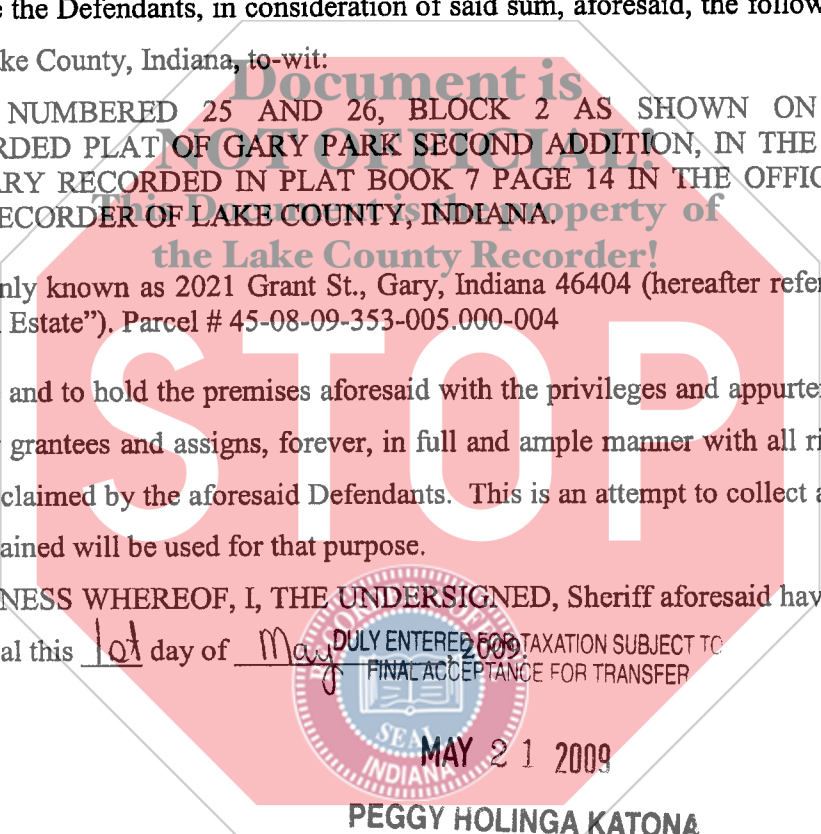 e the Defendants, in consideration of said sum, aforesaid, the follow
ke County, Indiana, to-wit:
Document is
NUMBERED 25 AND 26, BLOCK 2 AS SHOWN ON
NOT OFFICIAL!
RDED PLAT OF GARY PARK SECOND ADDITION, IN THE
ARY RECORDED IN PLAT BOOK 7 PAGE 14 IN THE OFFIC
This Document is the property of
ECORDER OF LAKE COUNTY, INDIANA.
the Lake County Recorder!
nly known as 2021 Grant St., Gary, Indiana 46404 (hereafter refer
Estate"). Parcel # 45-08-09-353-005.000-004
STOP
and to hold the premises aforesaid with the privileges and appurte
grantees and assigns, forever, in full and ample manner with all ri
claimed by the aforesaid Defendants. This is an attempt to collect a
ained will be used for that purpose.
NESS WHEREOF, I, THE UNDERSIGNED, Sheriff aforesaid hav
al this 1st day of May 2009.
DULY ENTERED FOR TAXATION SUBJECT TO
FINAL ACCEPTANCE FOR TRANSFER
SEAL
INDIANA
MAY 21 2009
PEGGY HOLINGA KATONA